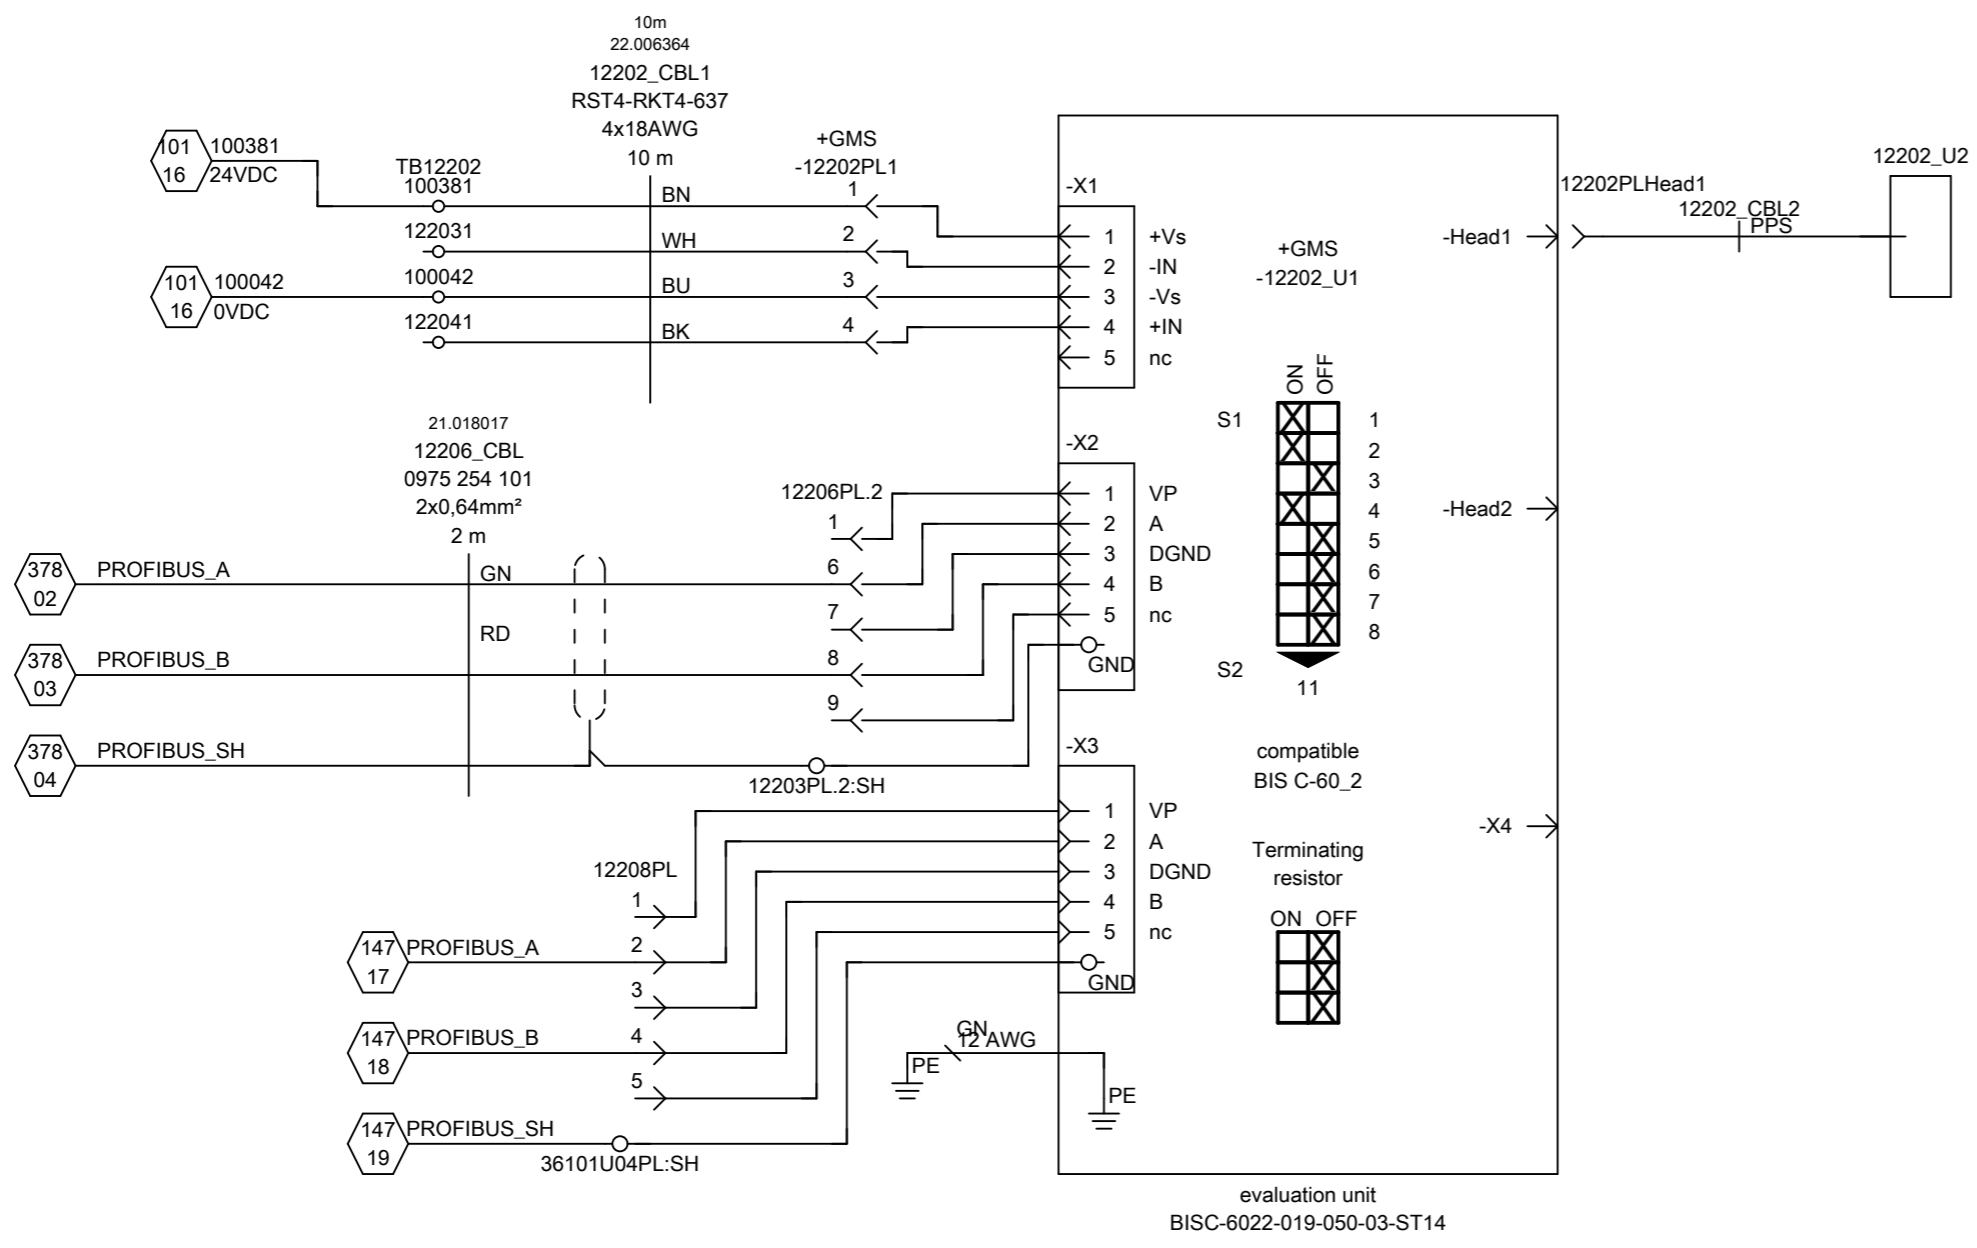 10m
22.006364
12202_CBL1
RST4-RKT4-637
4x18AWG
10 m
+GMS
-12202PL1
101
16
100381
24VDC
TB12202
100381
BN
1
122031
WH
2
101
16
100042
0VDC
100042
BU
3
122041
BK
4
-X1
1 +Vs
2 -IN
3 -Vs
4 +IN
5 nc
+GMS
-12202_U1
-Head1
12202PLHead1
12202_CBL2
PPS
12202_U2
21.018017
12206_CBL
0975 254 101
2x0,64mm²
2 m
378
02
PROFIBUS_A
GN
RD
378
03
PROFIBUS_B
378
04
PROFIBUS_SH
12206PL.2
1
6
7
8
9
12203PL.2:SH
-X2
1 VP
2 A
3 DGND
4 B
5 nc
GND
ON OFF
S1
1
2
3
4
5
6
7
8
S2
11
-Head2
compatible
BIS C-60_2
-X4
Terminating
resistor
ON OFF
-X3
1 VP
2 A
3 DGND
4 B
5 nc
GND
12208PL
1
147
17
PROFIBUS_A
2
3
147
18
PROFIBUS_B
4
5
147
19
PROFIBUS_SH
36101U04PL:SH
GN
12 AWG
PE
PE
evaluation unit
BISC-6022-019-050-03-ST14